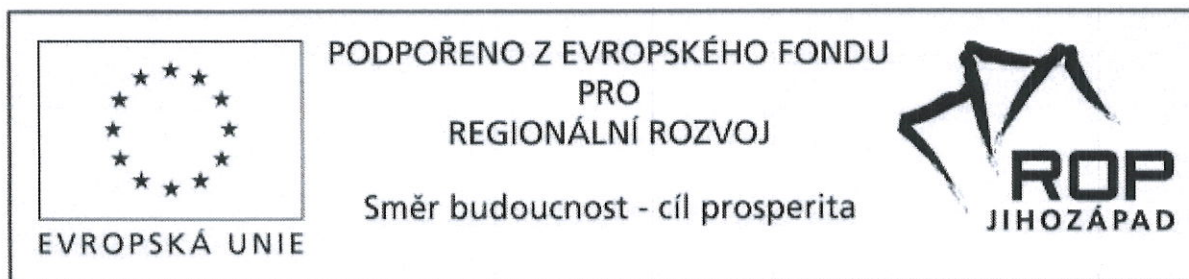 PODPOŘENO Z EVROPSKÉHO FONDU
PRO
REGIONÁLNÍ ROZVOJ
Směr budoucnost - cíl prosperita
EVROPSKÁ UNIE
ROP
JIHOZÁPAD